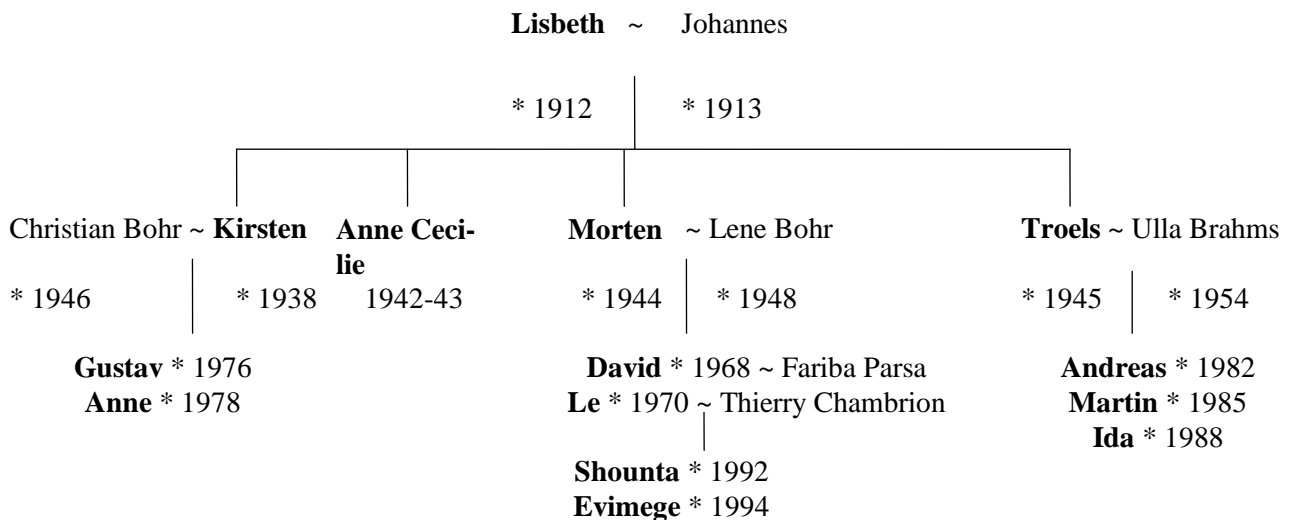 Lisbeth ~ Johannes
* 1912 * 1913
Christian Bohr ~ Kirsten Anne Ceci- Morten ~ Lene Bohr Troels ~ Ulla Brahms
lie
* 1946 * 1938 1942-43 * 1944 * 1948 * 1945 * 1954
Gustav * 1976 David * 1968 ~ Fariba Parsa Andreas * 1982
Anne * 1978 Le * 1970 ~ Thierry Chambrion Martin * 1985
Ida * 1988
Shounta * 1992
Evimege * 1994